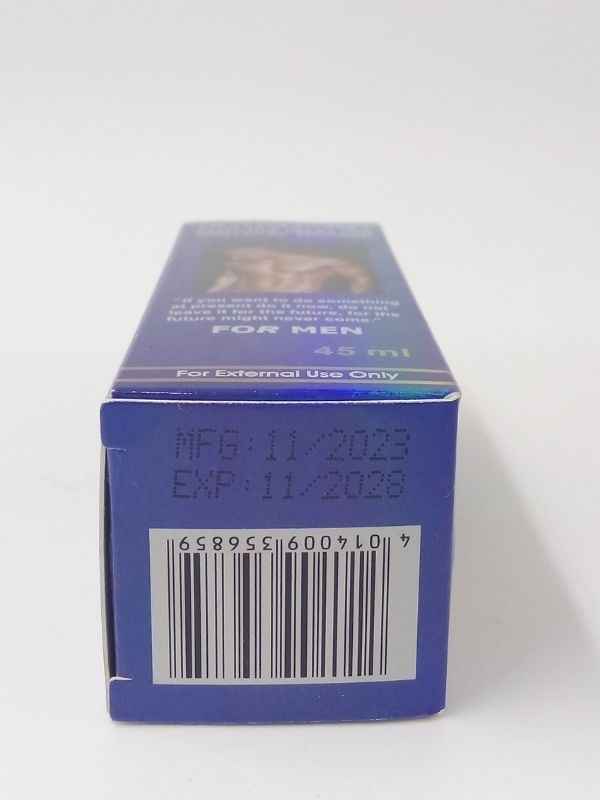 "If you want to do something
at present do it now, do not
leave it for the future, for the
future might never come."
FOR MEN
45 ml
For External Use Only
MFG:11/2023
EXP:11/2028
4 014009 356859